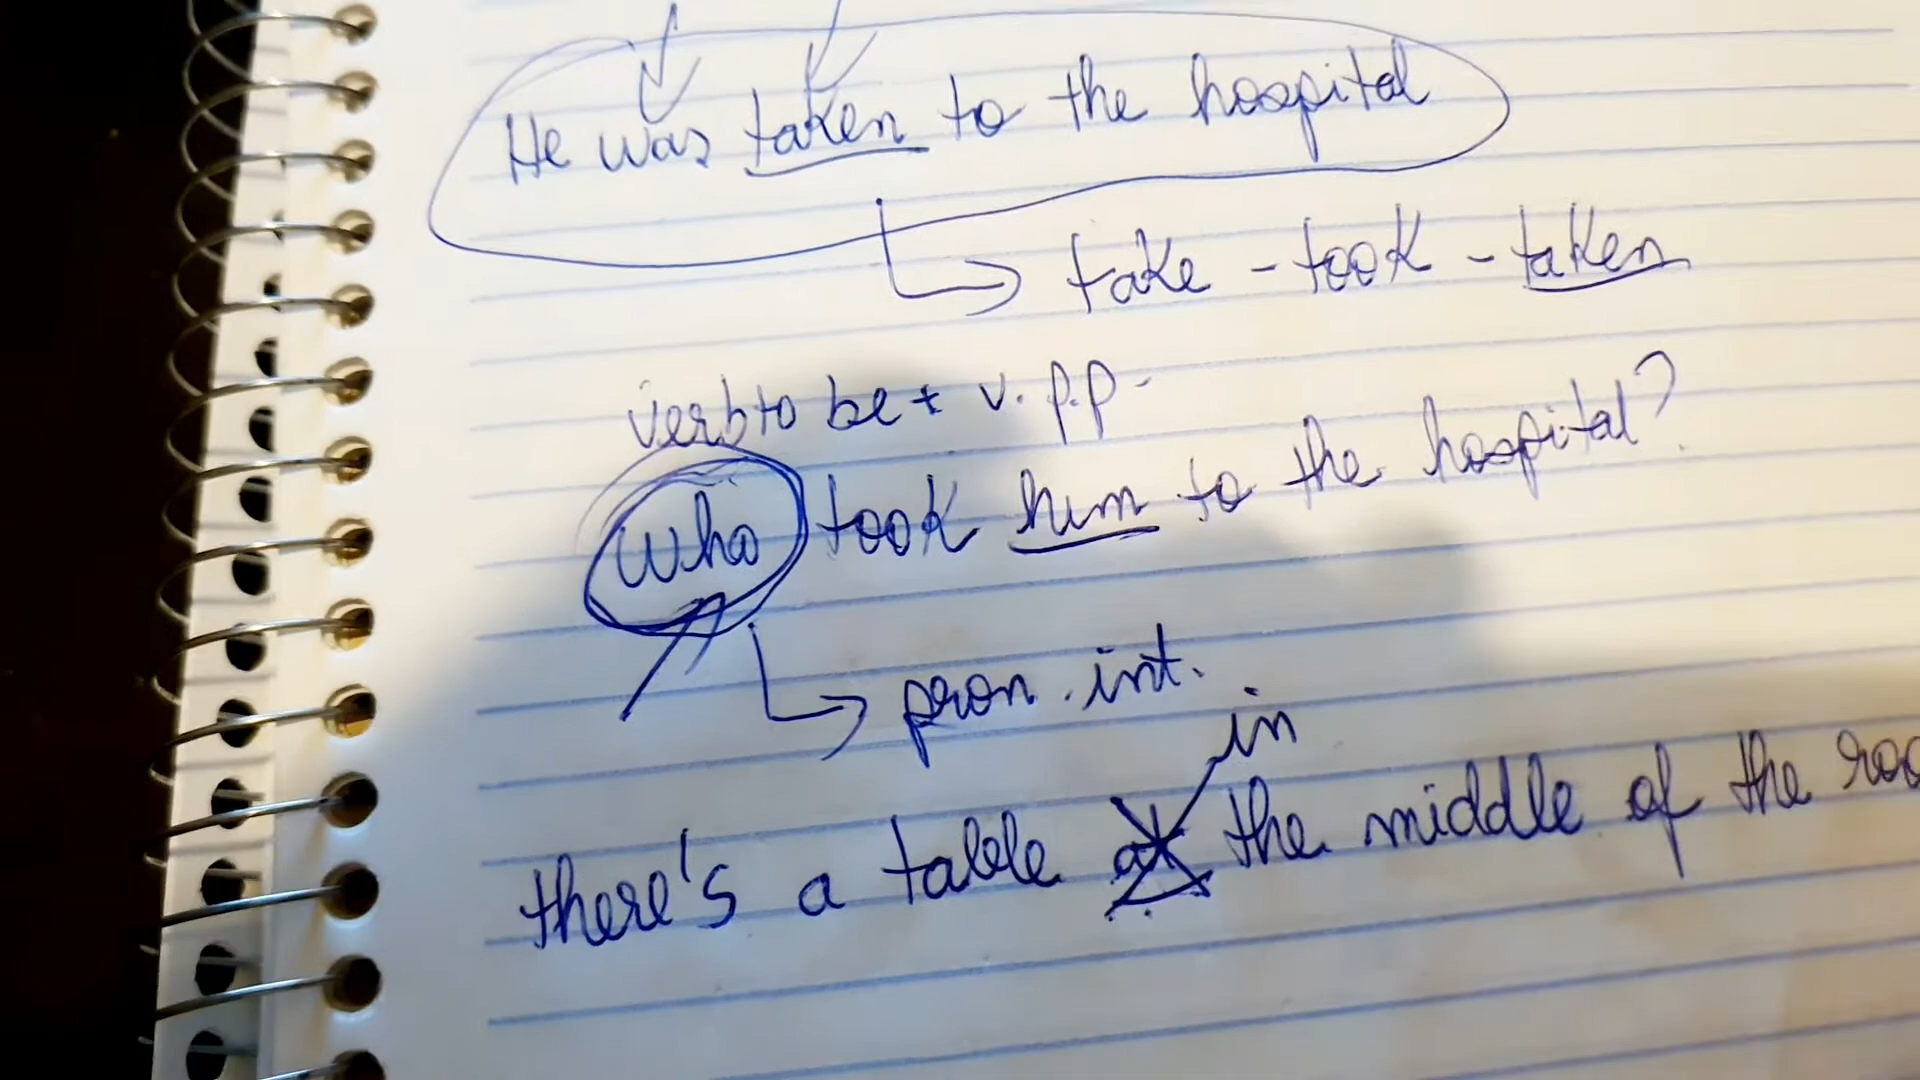 He was taken to the hospital
take - took - taken
verb to be + v. p.p.
who took him to the hospital?
pron. int.
in
there's a table at the middle of the